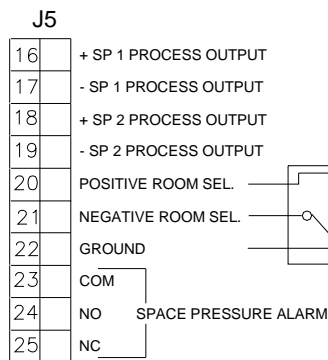 J5
16 + SP 1 PROCESS OUTPUT
17 - SP 1 PROCESS OUTPUT
18 + SP 2 PROCESS OUTPUT
19 - SP 2 PROCESS OUTPUT
20 POSITIVE ROOM SEL.
21 NEGATIVE ROOM SEL.
22 GROUND
23 COM
24 NO SPACE PRESSURE ALARM
25 NC